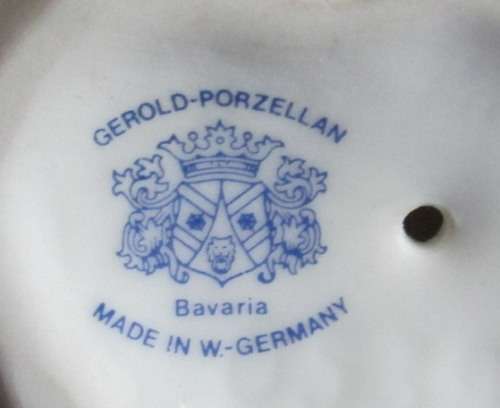 GEROLD-PORZELLAN
Bavaria
MADE IN W.-GERMANY